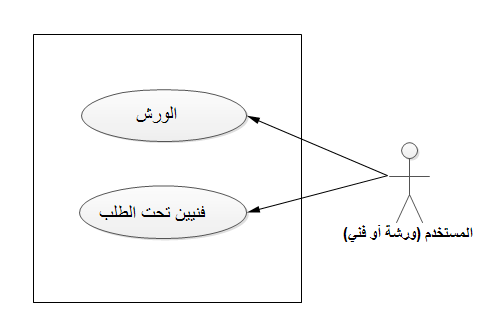 الورش
فنيين تحت الطلب
المستخدم (ورشة أو فني)